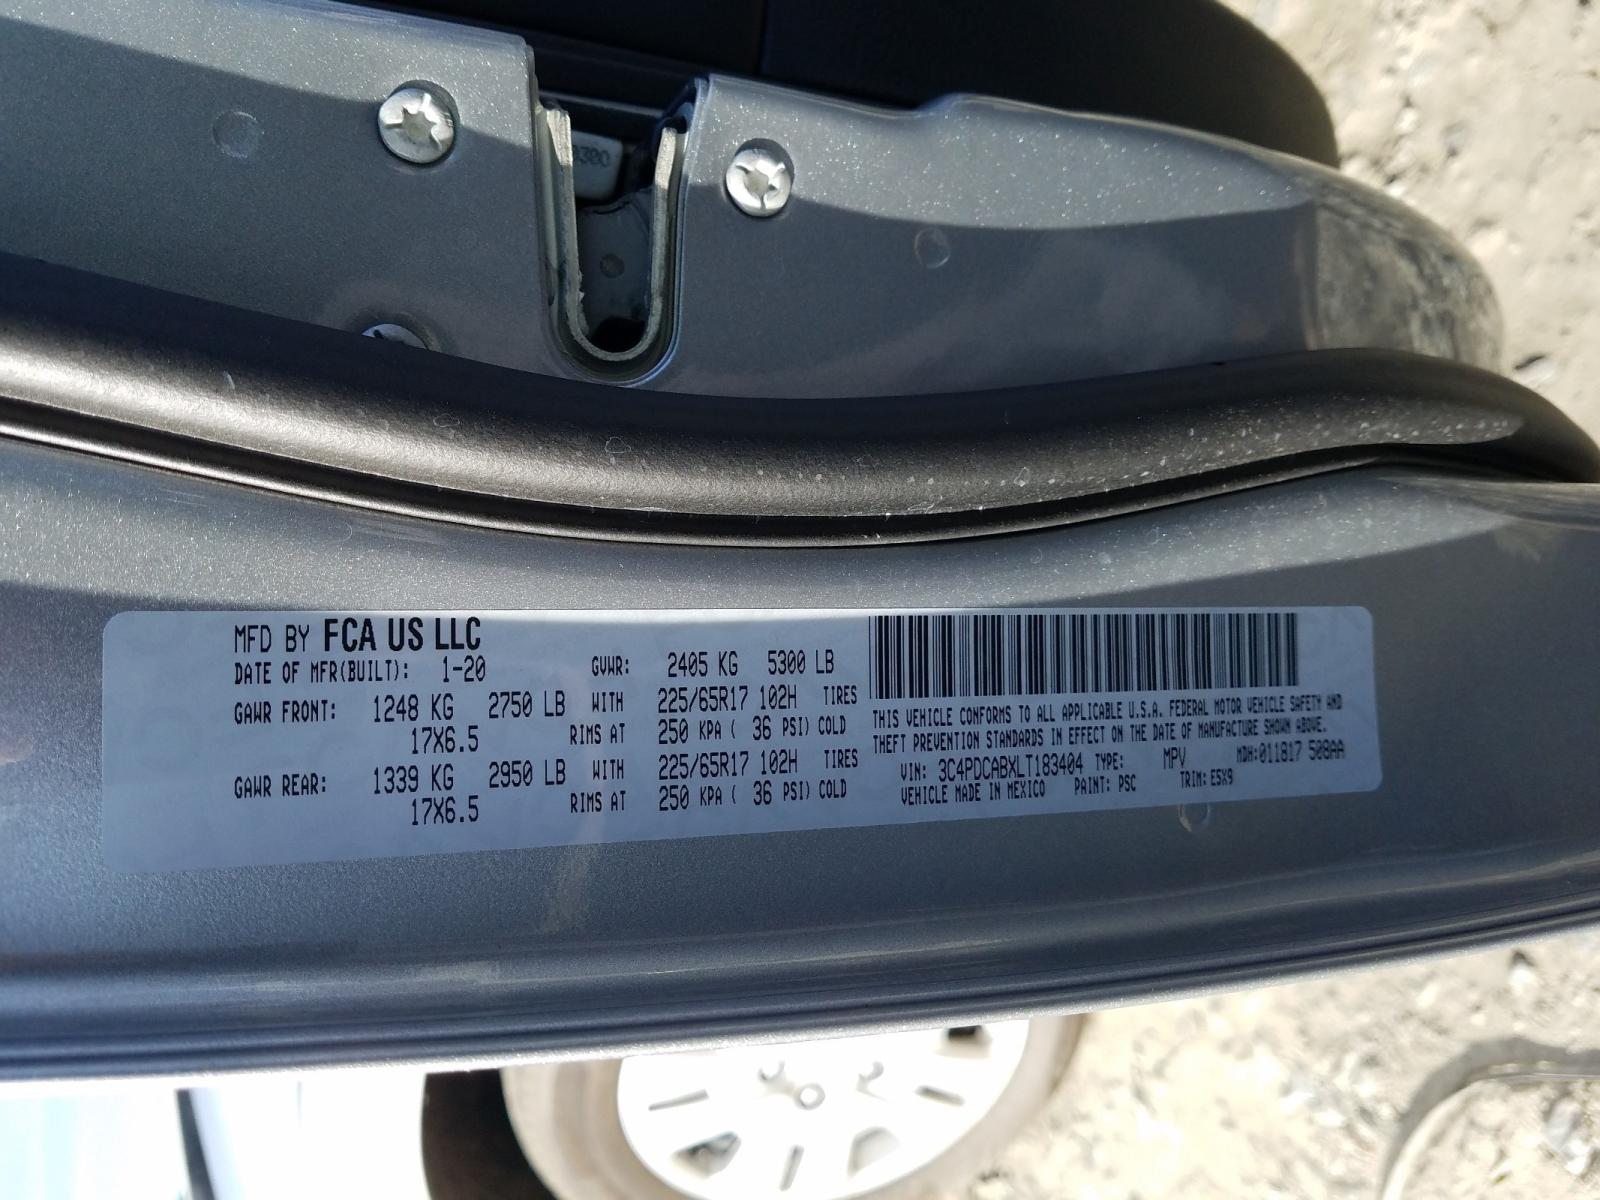 MFD BY FCA US LLC
DATE OF MFR(BUILT): 1-20 GVWR: 2405 KG 5300 LB
GAWR FRONT: 1248 KG 2750 LB WITH 225/65R17 102H TIRES
17X6.5 RIMS AT 250 KPA ( 36 PSI) COLD
GAWR REAR: 1339 KG 2950 LB WITH 225/65R17 102H TIRES
17X6.5 RIMS AT 250 KPA ( 36 PSI) COLD
THIS VEHICLE CONFORMS TO ALL APPLICABLE U.S.A. FEDERAL MOTOR VEHICLE SAFETY AND
THEFT PREVENTION STANDARDS IN EFFECT ON THE DATE OF MANUFACTURE SHOWN ABOVE.
VIN: 3C4PDCABXLT183404 TYPE: MPV MDH:011817 508AA
VEHICLE MADE IN MEXICO PAINT: PSC TRIM: E5X9